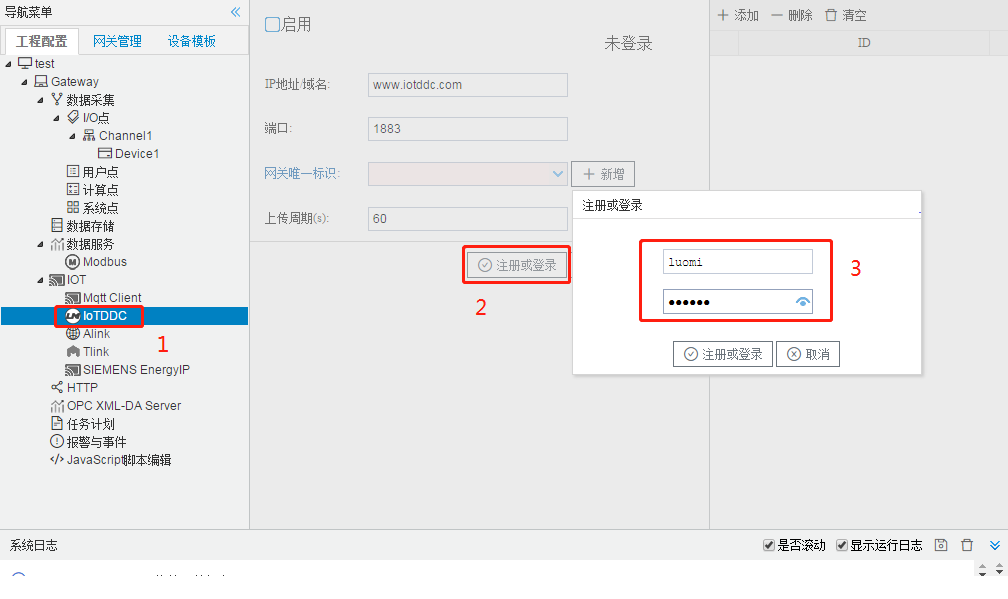 导航菜单
工程配置 网关管理 设备模板
test
Gateway
数据采集
I/O点
Channel1
Device1
用户点
计算点
系统点
数据存储
数据服务
Modbus
IOT
Mqtt Client
IoTDDC
Alink
Tlink
SIEMENS EnergyIP
HTTP
OPC XML-DA Server
任务计划
报警与事件
JavaScript脚本编辑
1
启用
未登录
IP地址/域名: www.iotddc.com
端口: 1883
网关唯一标识: 新增
上传周期(s): 60
注册或登录
2
添加 删除 清空
ID
注册或登录
luomi
●●●●●●
3
注册或登录 取消
系统日志 是否滚动 显示运行日志